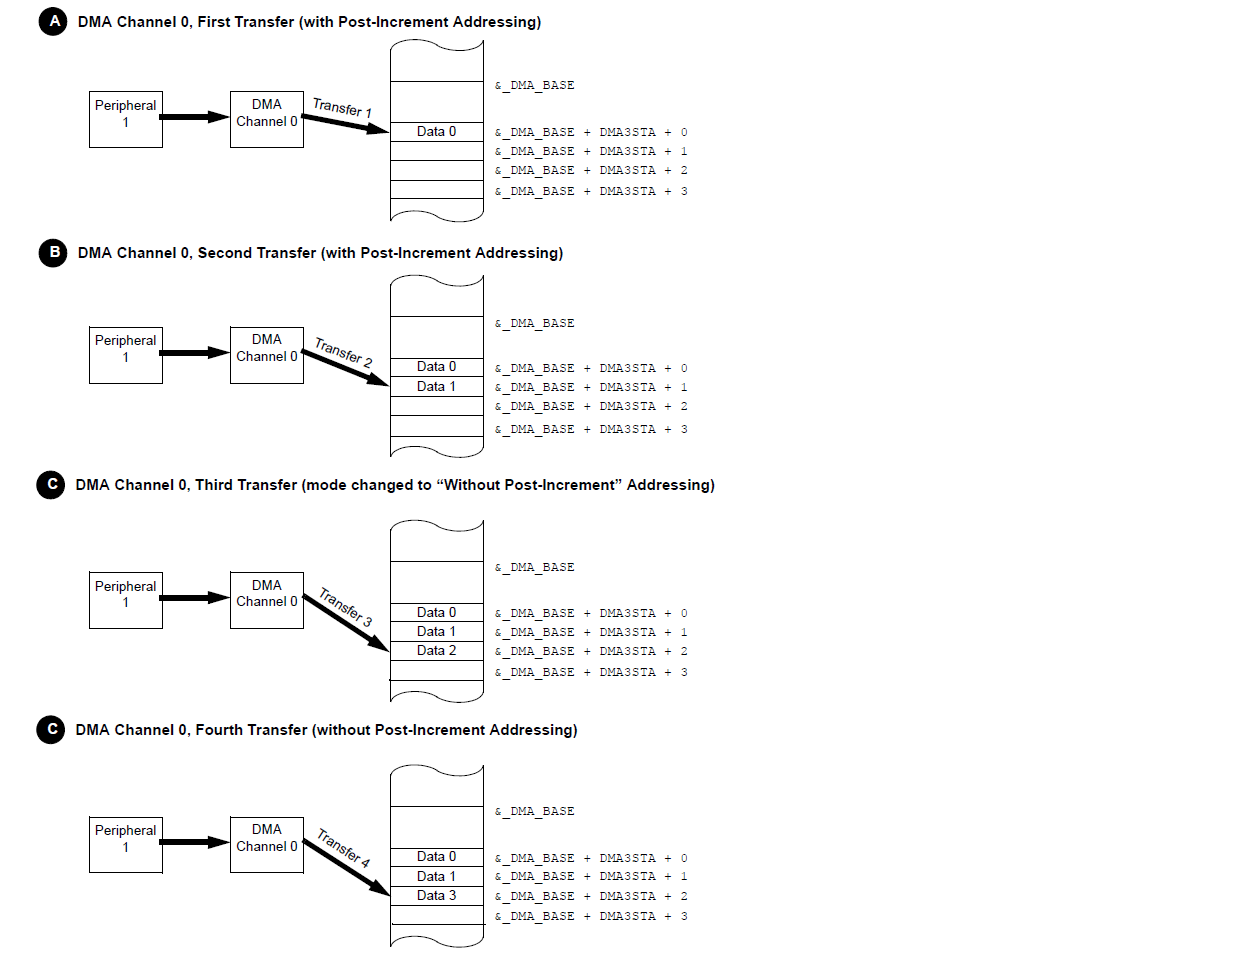 A DMA Channel 0, First Transfer (with Post-Increment Addressing)
&_DMA_BASE
Peripheral
1
DMA
Channel 0
Transfer 1
Data 0
&_DMA_BASE + DMA3STA + 0
&_DMA_BASE + DMA3STA + 1
&_DMA_BASE + DMA3STA + 2
&_DMA_BASE + DMA3STA + 3
B DMA Channel 0, Second Transfer (with Post-Increment Addressing)
&_DMA_BASE
Peripheral
1
DMA
Channel 0
Transfer 2
Data 0
&_DMA_BASE + DMA3STA + 0
Data 1
&_DMA_BASE + DMA3STA + 1
&_DMA_BASE + DMA3STA + 2
&_DMA_BASE + DMA3STA + 3
C DMA Channel 0, Third Transfer (mode changed to “Without Post-Increment” Addressing)
&_DMA_BASE
Peripheral
1
DMA
Channel 0
Transfer 3
Data 0
&_DMA_BASE + DMA3STA + 0
Data 1
&_DMA_BASE + DMA3STA + 1
Data 2
&_DMA_BASE + DMA3STA + 2
&_DMA_BASE + DMA3STA + 3
C DMA Channel 0, Fourth Transfer (without Post-Increment Addressing)
&_DMA_BASE
Peripheral
1
DMA
Channel 0
Transfer 4
Data 0
&_DMA_BASE + DMA3STA + 0
Data 1
&_DMA_BASE + DMA3STA + 1
Data 3
&_DMA_BASE + DMA3STA + 2
&_DMA_BASE + DMA3STA + 3